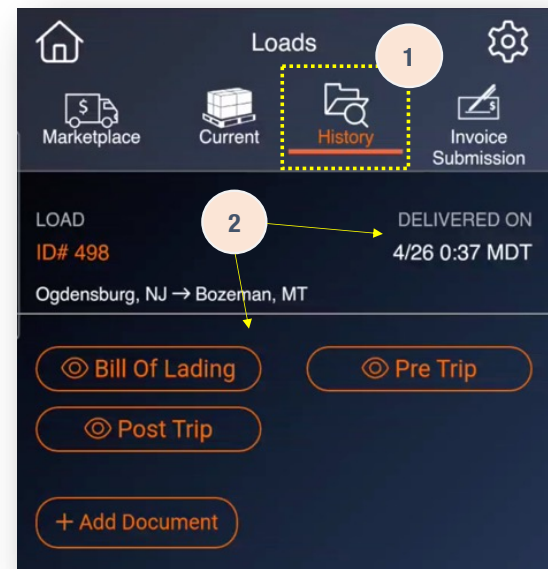 Loads
1
Marketplace
Current
History
Invoice
Submission
LOAD
2
DELIVERED ON
ID# 498
4/26 0:37 MDT
Ogdensburg, NJ → Bozeman, MT
Bill Of Lading
Pre Trip
Post Trip
+ Add Document